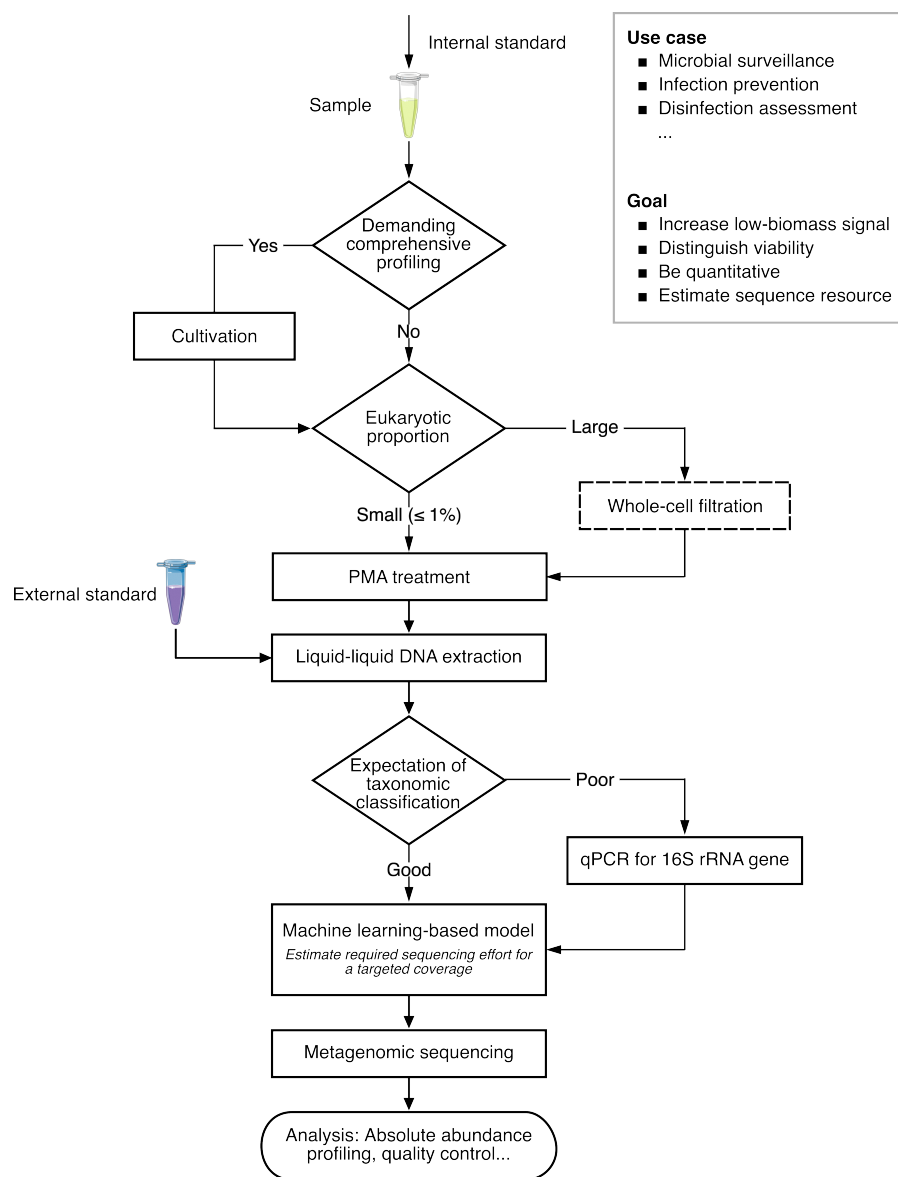 Internal standard
Sample
Use case
■ Microbial surveillance
■ Infection prevention
■ Disinfection assessment
...
Goal
■ Increase low-biomass signal
■ Distinguish viability
■ Be quantitative
■ Estimate sequence resource
Demanding
comprehensive
profiling
Yes
No
Cultivation
Eukaryotic
proportion
Large
Small (≤ 1%)
Whole-cell filtration
PMA treatment
External standard
Liquid-liquid DNA extraction
Expectation of
taxonomic
classification
Poor
Good
qPCR for 16S rRNA gene
Machine learning-based model
Estimate required sequencing effort for
a targeted coverage
Metagenomic sequencing
Analysis: Absolute abundance
profiling, quality control...